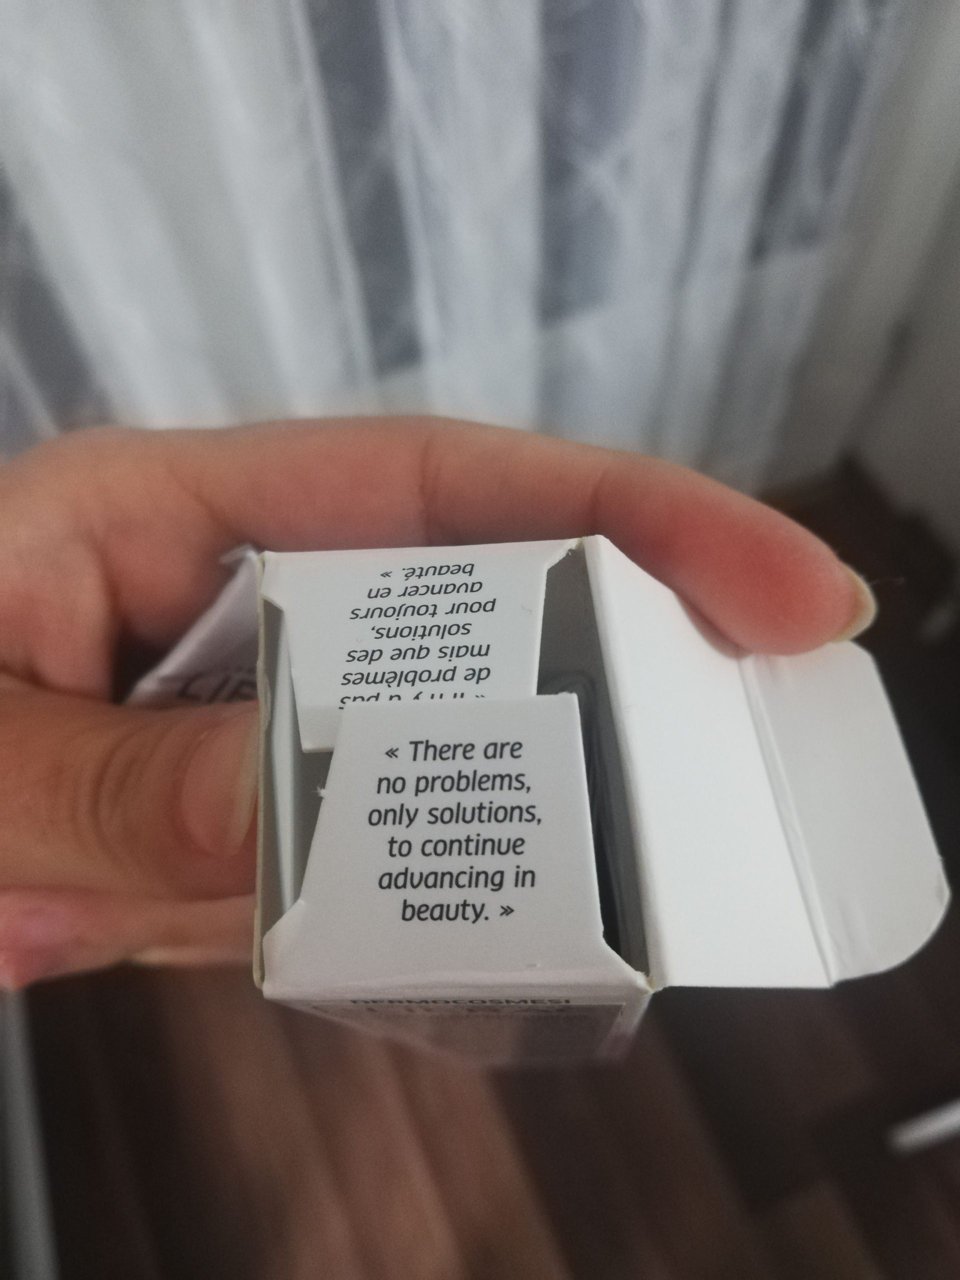 « Il n'y a pas
de problèmes
mais que des
solutions,
pour toujours
avancer en
beauté. »
« There are
no problems,
only solutions,
to continue
advancing in
beauty. »